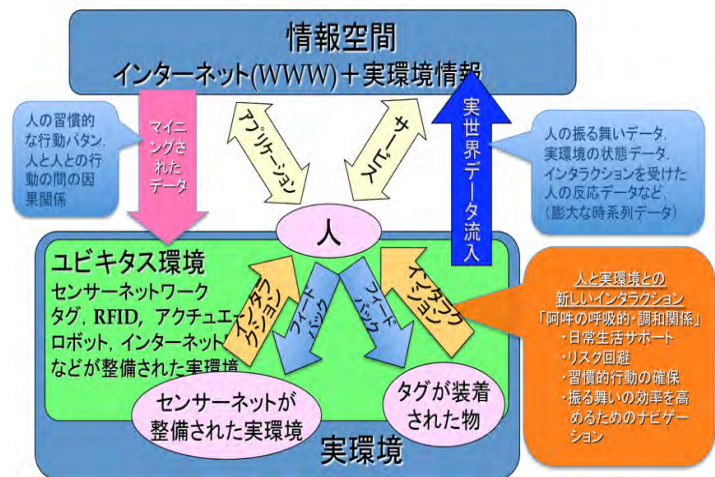 情報空間
インターネット(WWW)+実環境情報
人の習慣的
な行動パタン,
人と人との行
動の間の因
果関係
マイニ
ングさ
れた
データ
アプリケーション
サービス
実世界データ流入
人の振る舞いデータ,
実環境の状態データ,
インタラクションを受けた
人の反応データなど,
(膨大な時系列データ)
人
ユビキタス環境
センサーネットワーク
タグ, RFID, アクチュエー
ロボット, インターネット
などが整備された実環境
インタラ
クション
フィード
バック
フィード
バック
インタラク
ション
センサーネットが
整備された実環境
タグが装着
された物
実環境
人と実環境との
新しいインタラクション
「阿吽の呼吸的・調和関係」
・日常生活サポート
・リスク回避
・習慣的行動の確保
・振る舞いの効率を高
めるためのナビゲー
ション